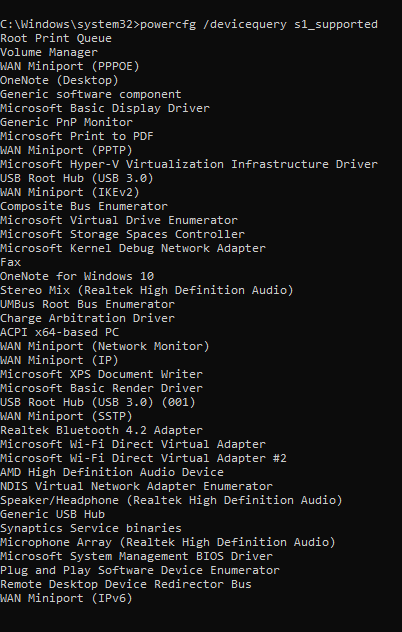 C:\Windows\system32>powercfg /devicequery s1_supported
Root Print Queue
Volume Manager
WAN Miniport (PPPOE)
OneNote (Desktop)
Generic software component
Microsoft Basic Display Driver
Generic PnP Monitor
Microsoft Print to PDF
WAN Miniport (PPTP)
Microsoft Hyper-V Virtualization Infrastructure Driver
USB Root Hub (USB 3.0)
WAN Miniport (IKEv2)
Composite Bus Enumerator
Microsoft Virtual Drive Enumerator
Microsoft Storage Spaces Controller
Microsoft Kernel Debug Network Adapter
Fax
OneNote for Windows 10
Stereo Mix (Realtek High Definition Audio)
UMBus Root Bus Enumerator
Charge Arbitration Driver
ACPI x64-based PC
WAN Miniport (Network Monitor)
WAN Miniport (IP)
Microsoft XPS Document Writer
Microsoft Basic Render Driver
USB Root Hub (USB 3.0) (001)
WAN Miniport (SSTP)
Realtek Bluetooth 4.2 Adapter
Microsoft Wi-Fi Direct Virtual Adapter
Microsoft Wi-Fi Direct Virtual Adapter #2
AMD High Definition Audio Device
NDIS Virtual Network Adapter Enumerator
Speaker/Headphone (Realtek High Definition Audio)
Generic USB Hub
Synaptics Service binaries
Microphone Array (Realtek High Definition Audio)
Microsoft System Management BIOS Driver
Plug and Play Software Device Enumerator
Remote Desktop Device Redirector Bus
WAN Miniport (IPv6)